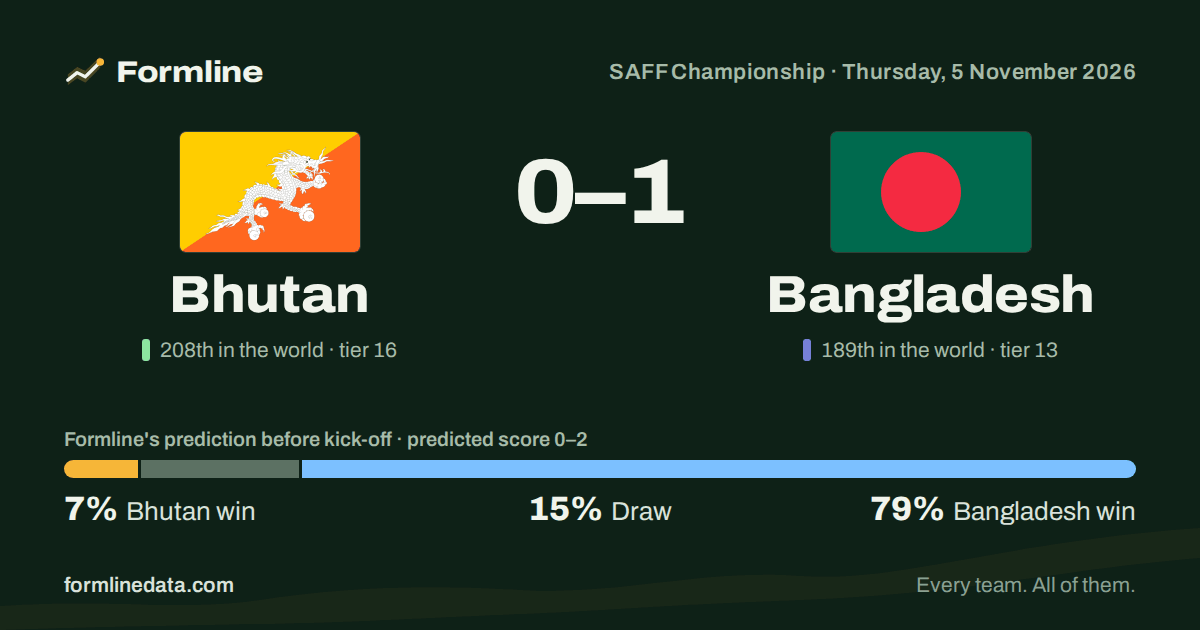 Formline
SAFF Championship · Thursday, 5 November 2026
0–1
Bhutan
Bangladesh
208th in the world · tier 16
189th in the world · tier 13
Formline's prediction before kick-off · predicted score 0–2
7% Bhutan win
15% Draw
79% Bangladesh win
formlinedata.com
Every team. All of them.